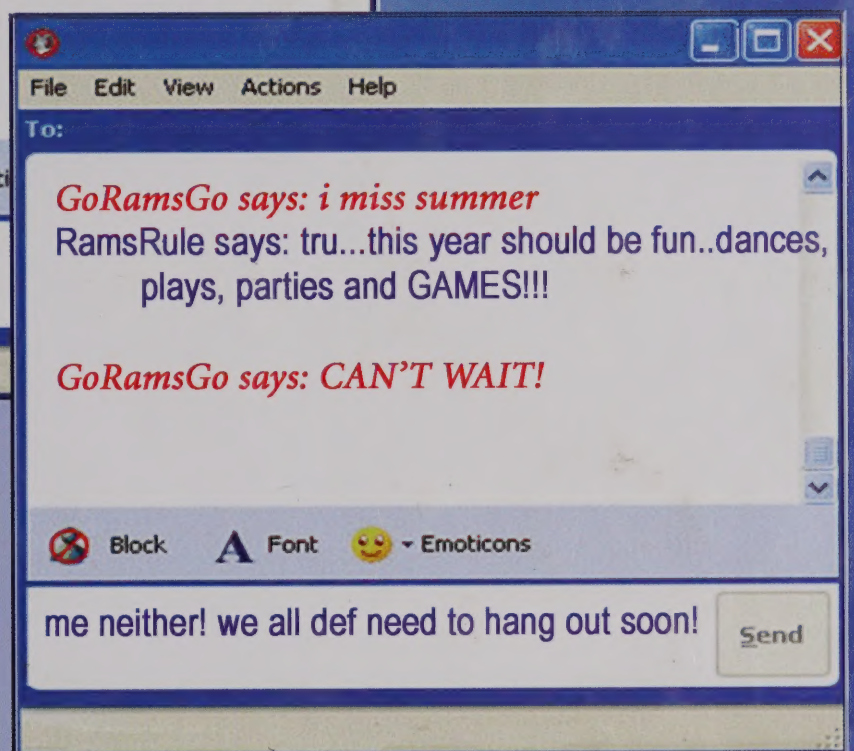 File Edit View Actions Help
To:
GoRamsGo says: i miss summer
RamsRule says: tru...this year should be fun..dances,
plays, parties and GAMES!!!
GoRamsGo says: CAN'T WAIT!
Block A Font Emoticons
me neither! we all def need to hang out soon!
Send